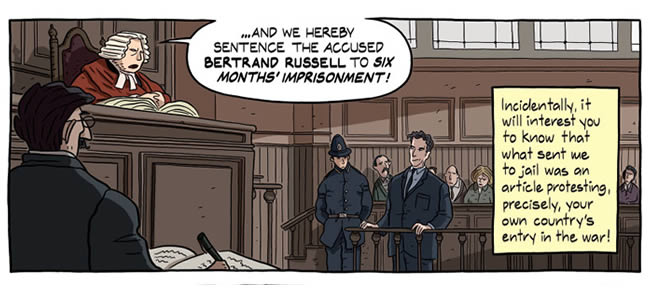 ...AND WE HEREBY
SENTENCE THE ACCUSED
BERTRAND RUSSELL TO SIX
MONTHS' IMPRISONMENT!
Incidentally, it
will interest you
to know that
what sent me
to jail was an
article protesting,
precisely, your
own country's
entry in the war!